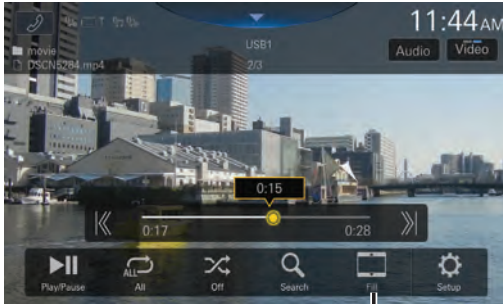 11:44 AM
movie
USB1
Audio
Video
DSCN5284.mp4
2/3
0:15
0:17
0:28
Play/Pause
ALL
All
Off
Search
Fill
Setup